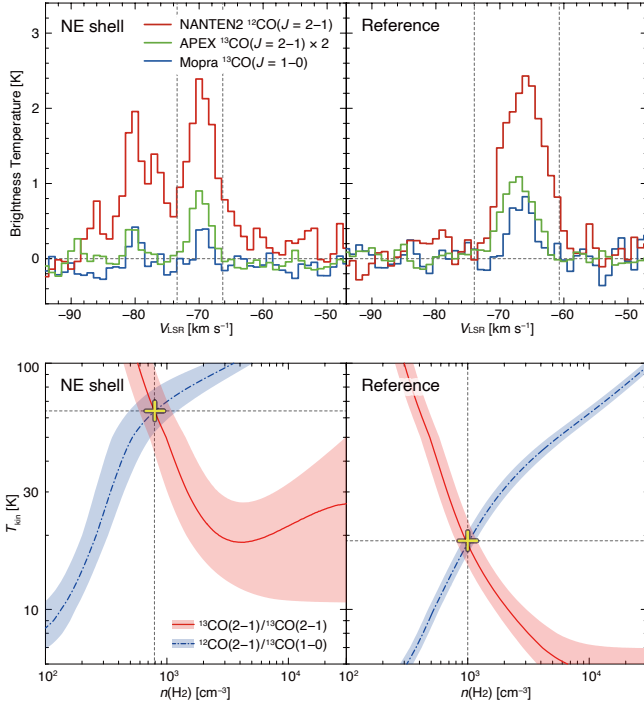 NE shell
NANTEN2 ¹²CO(J = 2–1)
APEX ¹³CO(J = 2–1) × 2
Mopra ¹³CO(J = 1–0)
Reference
Brightness Temperature [K]
3
2
1
0
−90 −80 −70 −60 −50
−90 −80 −70 −60 −50
VLSR [km s⁻¹]
VLSR [km s⁻¹]
NE shell
Reference
Tkin [K]
100
30
10
¹³CO(2–1)/¹³CO(2–1)
¹²CO(2–1)/¹³CO(1–0)
10² 10³ 10⁴
10³ 10⁴
n(H₂) [cm⁻³]
n(H₂) [cm⁻³]